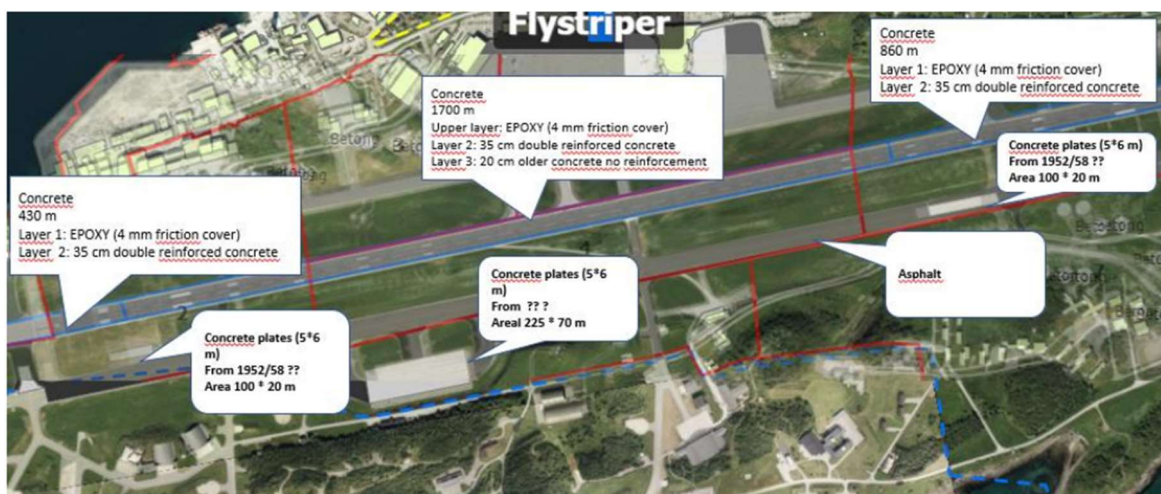 Flystriper
Concrete
860 m
Layer 1: EPOXY (4 mm friction cover)
Layer 2: 35 cm double reinforced concrete
Concrete
1700 m
Upper layer: EPOXY (4 mm friction cover)
Layer 2: 35 cm double reinforced concrete
Layer 3: 20 cm older concrete no reinforcement
Concrete plates (5*6 m)
From 1952/58 ??
Area 100 * 20 m
Concrete
430 m
Layer 1: EPOXY (4 mm friction cover)
Layer 2: 35 cm double reinforced concrete
Concrete plates (5*6
m)
From ?? ?
Areal 225 * 70 m
Asphalt
Concrete plates (5*6
m)
From 1952/58 ??
Area 100 * 20 m
2